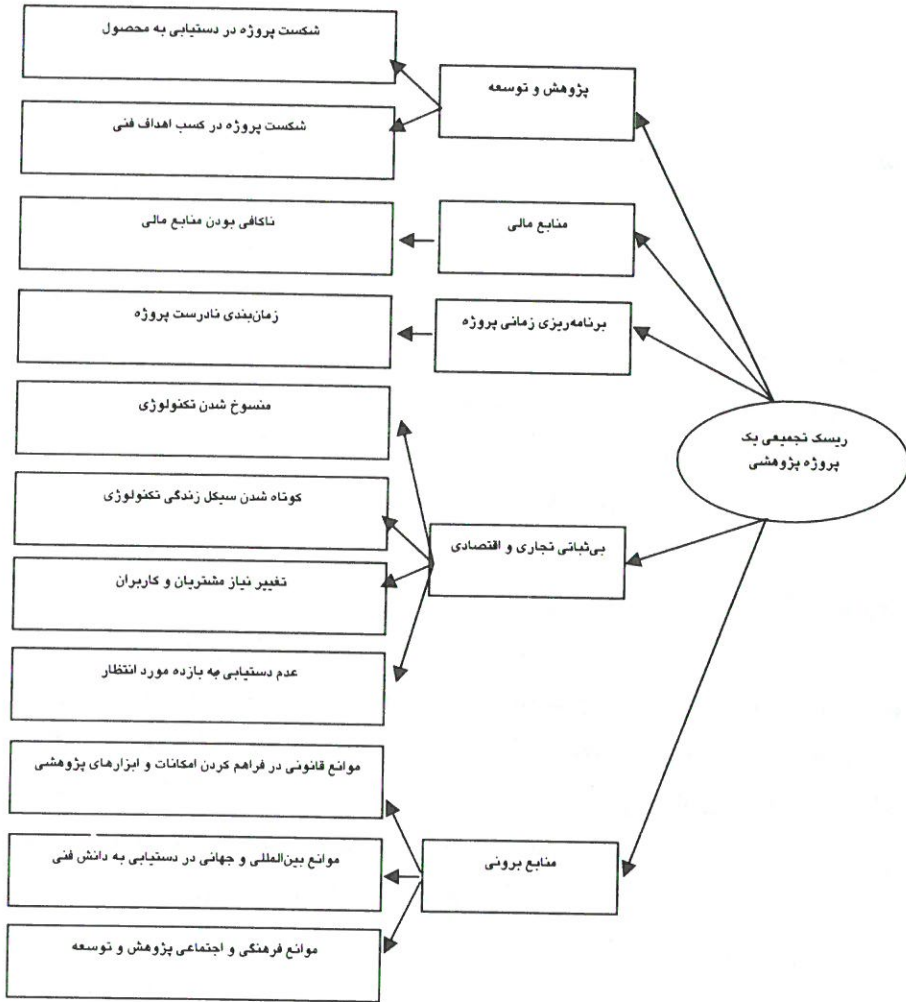 ریسک تجمیعی یک
پروژه پژوهشی
پژوهش و توسعه
شکست پروژه در دستیابی به محصول
شکست پروژه در کسب اهداف فنی
منابع مالی
ناکافی بودن منابع مالی
برنامه‌ریزی زمانی پروژه
زمان‌بندی نادرست پروژه
بی‌ثباتی تجاری و اقتصادی
منسوخ شدن تکنولوژی
کوتاه شدن سیکل زندگی تکنولوژی
تغییر نیاز مشتریان و کاربران
عدم دستیابی به بازده مورد انتظار
منابع برونی
موانع قانونی در فراهم کردن امکانات و ابزارهای پژوهشی
موانع بین‌المللی و جهانی در دستیابی به دانش فنی
موانع فرهنگی و اجتماعی پژوهش و توسعه